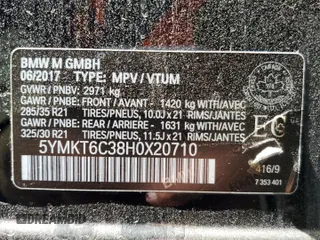 BMW M GMBH
06/2017 TYPE: MPV / VTUM
GVWR / PNBV: 2971 kg
GAWR / PNBE: FRONT / AVANT - 1420 kg WITH/AVEC
285/35 R21 TIRES/PNEUS, 10.0J x 21 RIMS/JANTES
GAWR / PNBE: REAR/ARRIERE - 1631 kg WITH/AVEC
325/30 R21 TIRES/PNEUS, 11.5J x 21 RIMS/JANTES
5YMKT6C38H0X20710
416/9
7 353 401